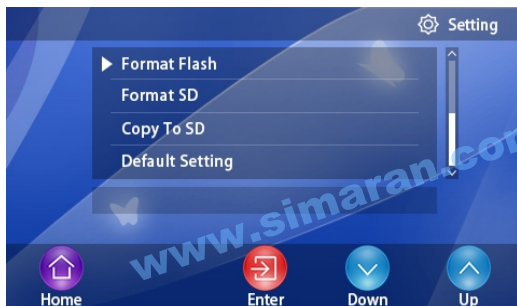 Setting
Format Flash
Format SD
Copy To SD
Default Setting
www.simaran.com
Home
Enter
Down
Up